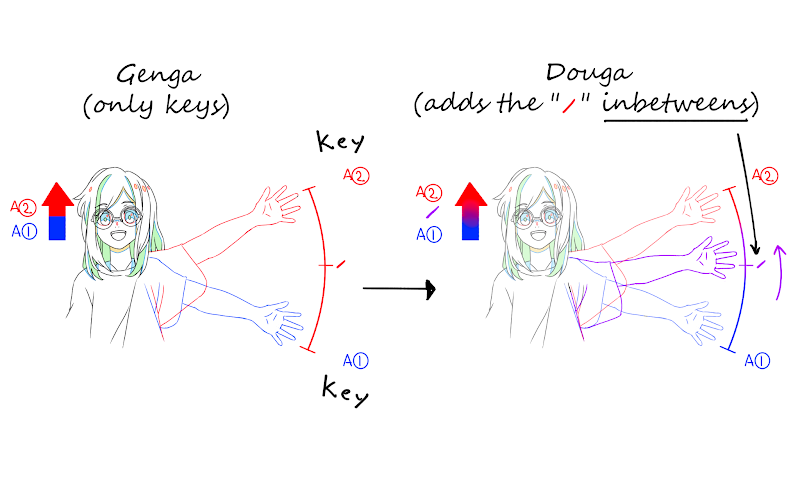 Genga
(only keys)
Key
A②
A②
A①
A①
Key
Douga
(adds the "/" inbetweens)
A②
A②
/
A①
A①